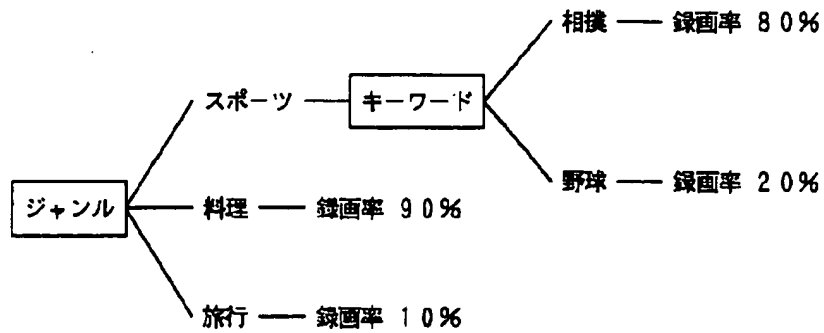 相撲 録画率 80%
スポーツ キーワード
野球 録画率 20%
ジャンル 料理 録画率 90%
旅行 録画率 10%